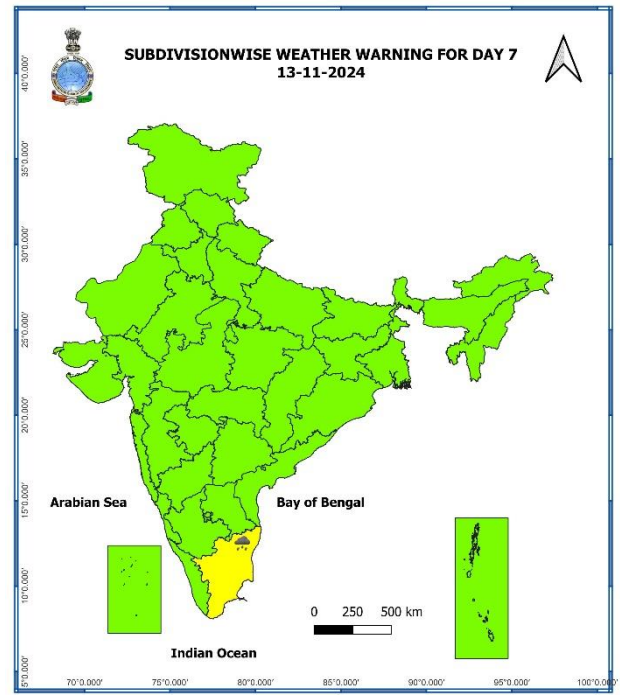 SUBDIVISIONWISE WEATHER WARNING FOR DAY 7
13-11-2024
40°0.000'
35°0.000'
30°0.000'
25°0.000'
20°0.000'
15°0.000'
10°0.000'
5°0.000'
Arabian Sea
Bay of Bengal
0 250 500 km
Indian Ocean
70°0.000' 75°0.000' 80°0.000' 85°0.000' 90°0.000' 95°0.000' 100°0.000'